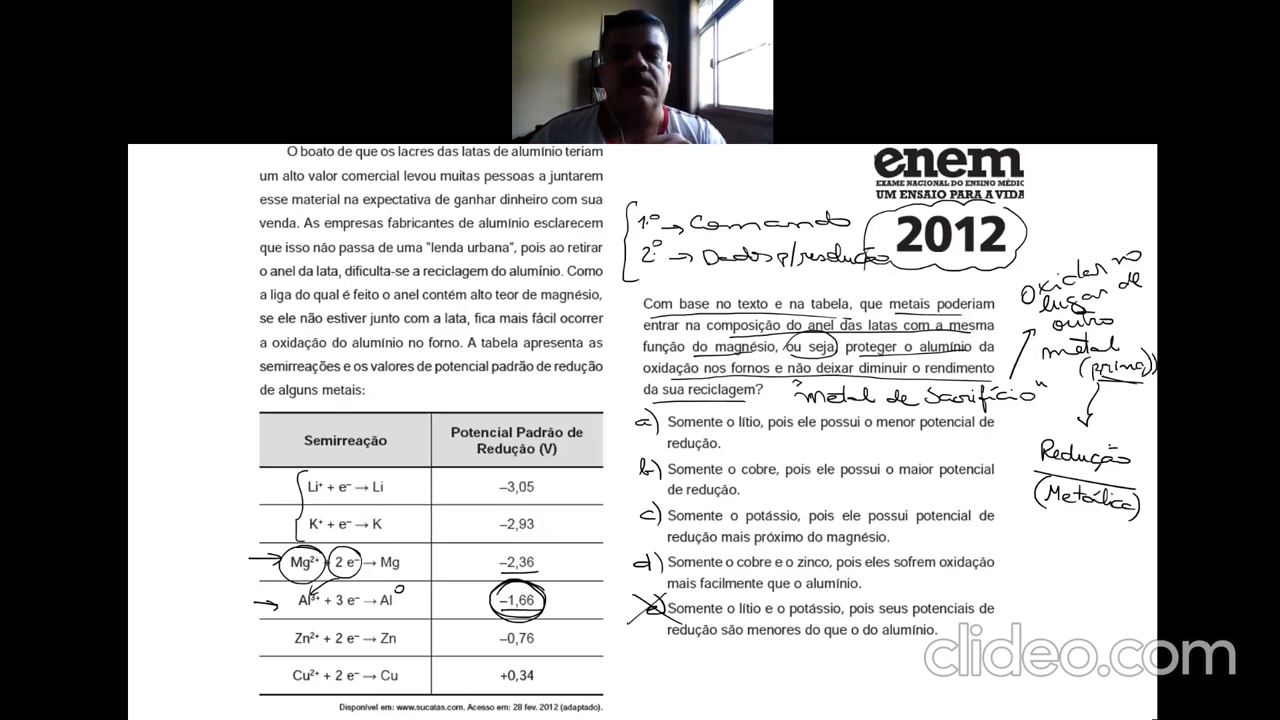 O boato de que os lacres das latas de alumínio teriam
um alto valor comercial levou muitas pessoas a juntarem
esse material na expectativa de ganhar dinheiro com sua
venda. As empresas fabricantes de alumínio esclarecem
que isso não passa de uma "lenda urbana", pois ao retirar
o anel da lata, dificulta-se a reciclagem do alumínio. Como
a liga do qual é feito o anel contém alto teor de magnésio,
se ele não estiver junto com a lata, fica mais fácil ocorrer
a oxidação do alumínio no forno. A tabela apresenta as
semirreações e os valores de potencial padrão de redução
de alguns metais:
Semirreação Potencial Padrão de
Redução (V)
Li⁺ + e⁻ → Li –3,05
K⁺ + e⁻ → K –2,93
Mg²⁺ + 2 e⁻ → Mg –2,36
Al³⁺ + 3 e⁻ → Al⁰ –1,66
Zn²⁺ + 2 e⁻ → Zn –0,76
Cu²⁺ + 2 e⁻ → Cu +0,34
Disponível em: www.sucatas.com. Acesso em: 28 fev. 2012 (adaptado).
enem
EXAME NACIONAL DO ENSINO MÉDIC
UM ENSAIO PARA A VIDA
2012
1.º → Comando
2.º → Dados p/resolução
Com base no texto e na tabela, que metais poderiam
entrar na composição do anel das latas com a mesma
função do magnésio, ou seja, proteger o alumínio da
oxidação nos fornos e não deixar diminuir o rendimento
da sua reciclagem?
"Metal de Sacrifício"
a) Somente o lítio, pois ele possui o menor potencial de
redução.
b) Somente o cobre, pois ele possui o maior potencial
de redução.
c) Somente o potássio, pois ele possui potencial de
redução mais próximo do magnésio.
d) Somente o cobre e o zinco, pois eles sofrem oxidação
mais facilmente que o alumínio.
e) Somente o lítio e o potássio, pois seus potenciais de
redução são menores do que o do alumínio.
Oxidar no
lugar de
outro
metal
(princ)
Redução
(Metálica)
clideo.com